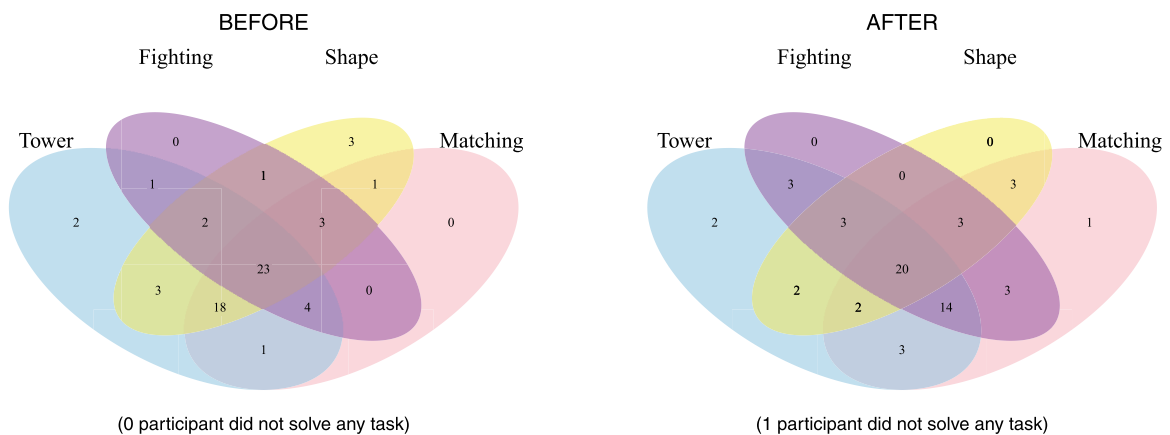 BEFORE
Fighting Shape
Tower Matching
0 3
1 1 1
2 2 3 0
23
3 18 4 0
1
(0 participant did not solve any task)
AFTER
Fighting Shape
Tower Matching
0 0
3 0 3
2 3 3 1
20
2 2 14 3
3
(1 participant did not solve any task)